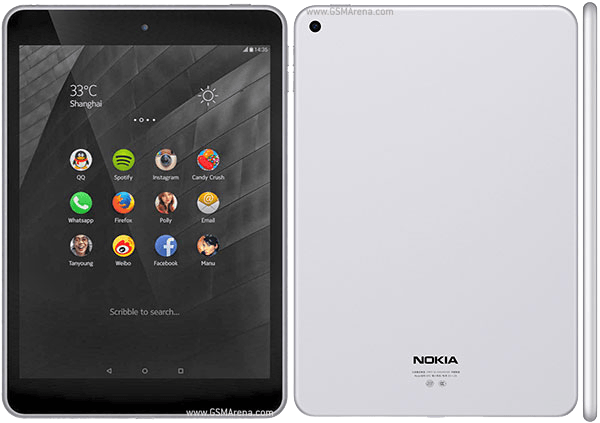 www.GSMArena.com
14:36
33°C
Shanghai
QQ Spotify Instagram Candy Crush
Whatsapp Firefox Polly Email
Tanyoung Weibo Facebook Manu
Scribble to search...
www.GSMArena.com
NOKIA